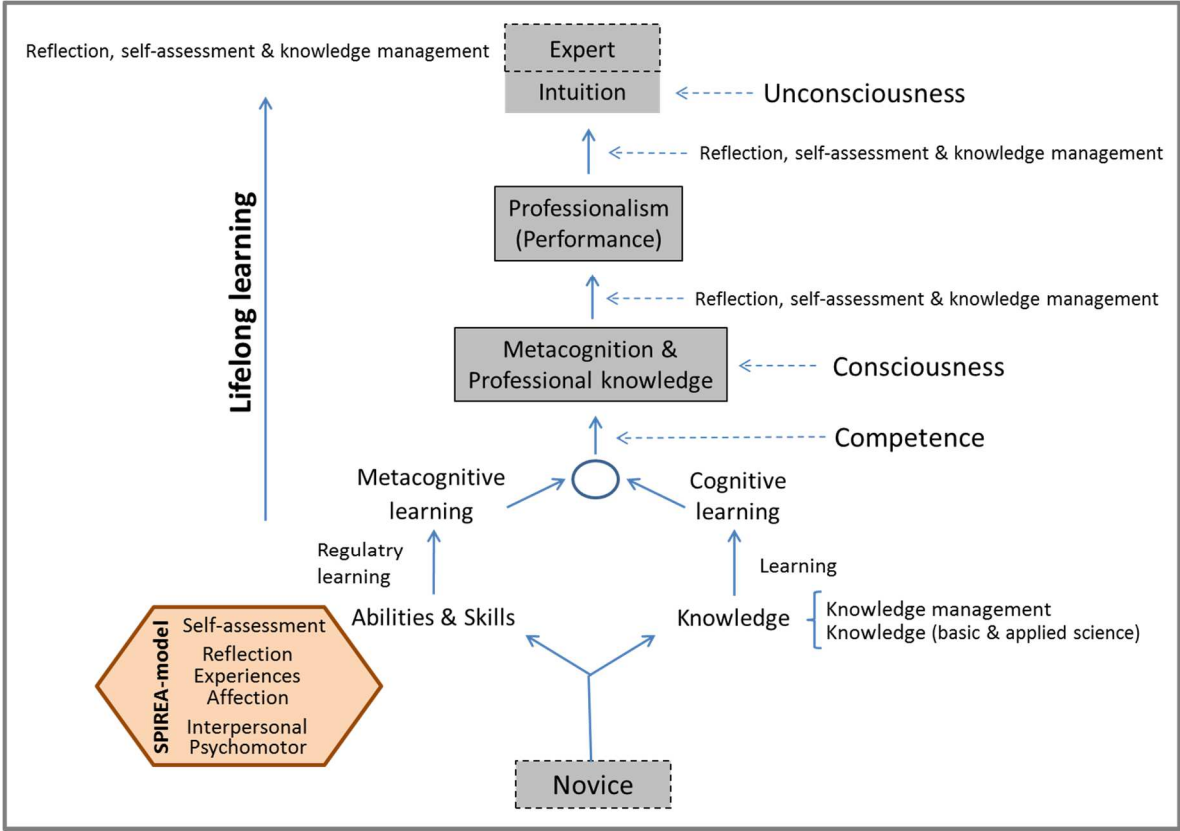 Reflection, self-assessment & knowledge management
Expert
Intuition
Unconsciousness
Reflection, self-assessment & knowledge management
Professionalism
(Performance)
Lifelong learning
Reflection, self-assessment & knowledge management
Metacognition &
Professional knowledge
Consciousness
Competence
Metacognitive
learning
Cognitive
learning
Regulatry
learning
Learning
Abilities & Skills
Knowledge
Knowledge management
Knowledge (basic & applied science)
SPIREA-model
Self-assessment
Reflection
Experiences
Affection
Interpersonal
Psychomotor
Novice